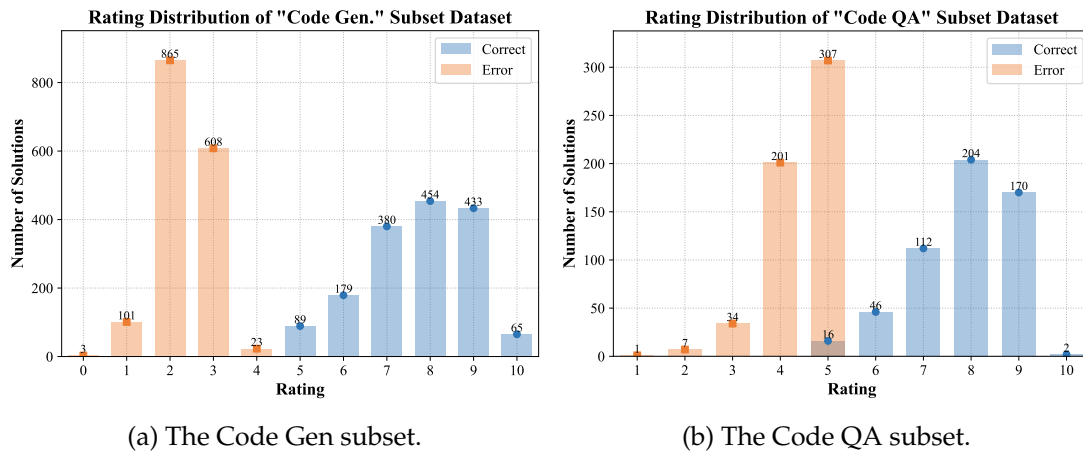 Rating Distribution of "Code Gen." Subset Dataset
Correct
Error
Number of Solutions
800
600
400
200
0
3
101
865
608
23
89
179
380
454
433
65
0 1 2 3 4 5 6 7 8 9 10
Rating
(a) The Code Gen subset.
Rating Distribution of "Code QA" Subset Dataset
Correct
Error
Number of Solutions
300
250
200
150
100
50
0
1
7
34
201
307
16
46
112
204
170
2
1 2 3 4 5 6 7 8 9 10
Rating
(b) The Code QA subset.